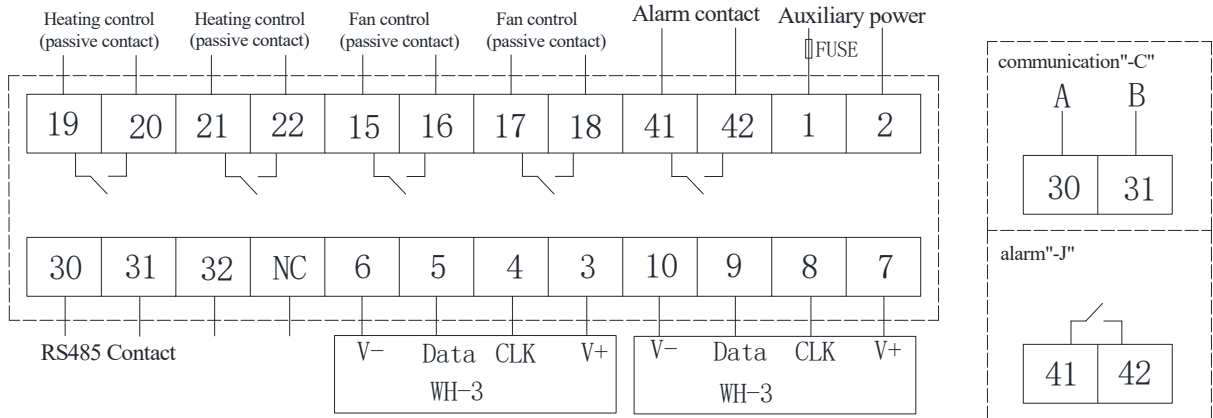 Heating control Heating control Fan control Fan control Alarm contact Auxiliary power
(passive contact) (passive contact) (passive contact) (passive contact)
FUSE
19 20 21 22 15 16 17 18 41 42 1 2
30 31 32 NC 6 5 4 3 10 9 8 7
RS485 Contact
V- Data CLK V+
WH-3
V- Data CLK V+
WH-3
communication"-C"
A B
30 31
alarm"-J"
41 42